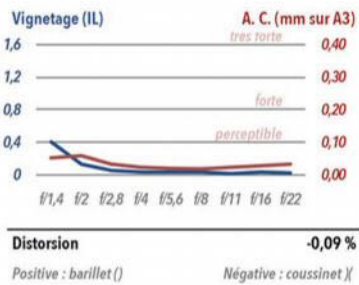 Vignetage (IL) A. C. (mm sur A3)
très forte
1,6 0,40
1,2 0,30
forte
0,8 0,20
perceptible
0,4 0,10
0 0,00
f/1,4 f/2 f/2,8 f/4 f/5,6 f/8 f/11 f/16 f/22
Distorsion -0,09 %
Positive : barillet () Négative : coussinet )(